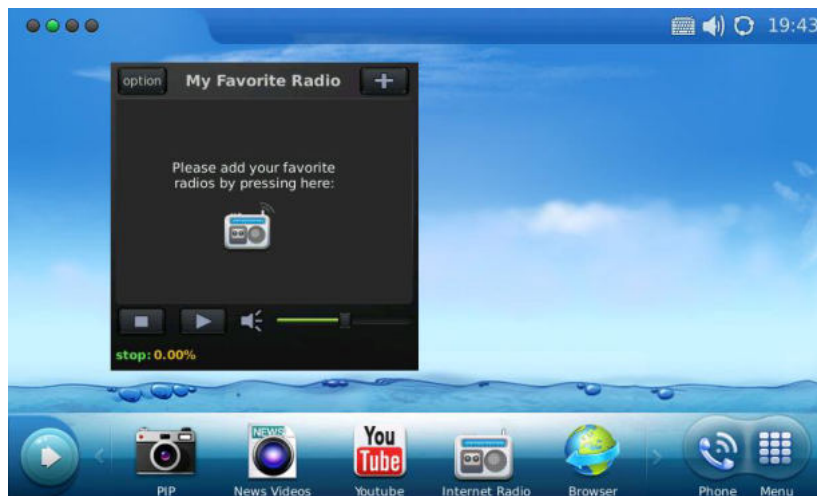 19:43
option My Favorite Radio +
Please add your favorite
radios by pressing here:
stop: 0.00%
NEWS
You
Tube
PIP News Videos Youtube Internet Radio Browser Phone Menu